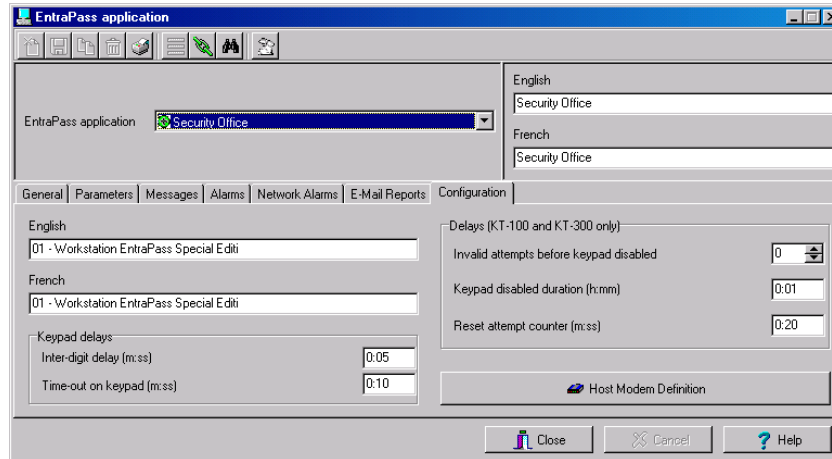 EntraPass application
English
Security Office
EntraPass application
Security Office
French
Security Office
General
Parameters
Messages
Alarms
Network Alarms
E-Mail Reports
Configuration
English
01 - Workstation EntraPass Special Editi
French
01 - Workstation EntraPass Special Editi
Keypad delays
Inter-digit delay (m:ss)
0:05
Time-out on keypad (m:ss)
0:10
Delays (KT-100 and KT-300 only)
Invalid attempts before keypad disabled
0
Keypad disabled duration (h:mm)
0:01
Reset attempt counter (m:ss)
0:20
Host Modem Definition
Close
Cancel
Help